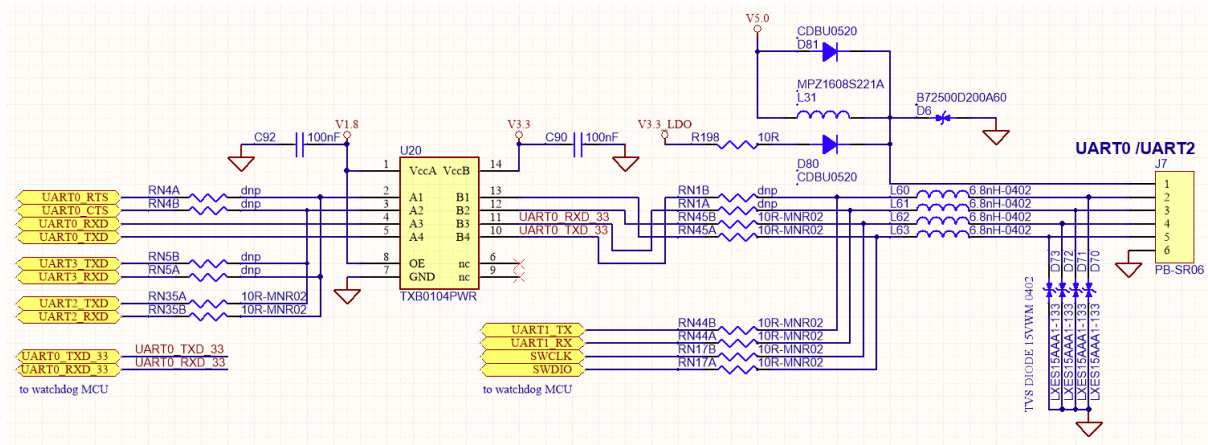 V5.0
CDBU0520
D81
MPZ1608S221A
L31
B72500D200A60
D6
C92 100nF
V1.8
V3.3
C90 100nF
V3.3_LDO
R198 10R
D80
CDBU0520
UART0 /UART2
J7
U20
1 VccA VccB 14
2 A1 B1 13
3 A2 B2 12
4 A3 B3 11
5 A4 B4 10
8 OE nc 6
7 GND nc 9
TXB0104PWR
UART0_RTS RN4A dnp
UART0_CTS RN4B dnp
UART0_RXD
UART0_TXD
UART3_TXD RN5B dnp
UART3_RXD RN5A dnp
UART2_TXD RN35A 10R-MNR02
UART2_RXD RN35B 10R-MNR02
UART0_TXD_33 UART0_TXD_33
UART0_RXD_33 UART0_RXD_33
to watchdog MCU
UART0_RXD_33
UART0_TXD_33
RN1B dnp
RN1A dnp
RN45B 10R-MNR02
RN45A 10R-MNR02
L60 6.8nH-0402
L61 6.8nH-0402
L62 6.8nH-0402
L63 6.8nH-0402
1
2
3
4
5
6
PB-SR06
UART1_TX RN44B 10R-MNR02
UART1_RX RN44A 10R-MNR02
SWCLK RN17B 10R-MNR02
SWDIO RN17A 10R-MNR02
to watchdog MCU
TVS DIODE 15VWM 0402
D73
LXES15AAA1-133
D72
LXES15AAA1-133
D71
LXES15AAA1-133
D70
LXES15AAA1-133